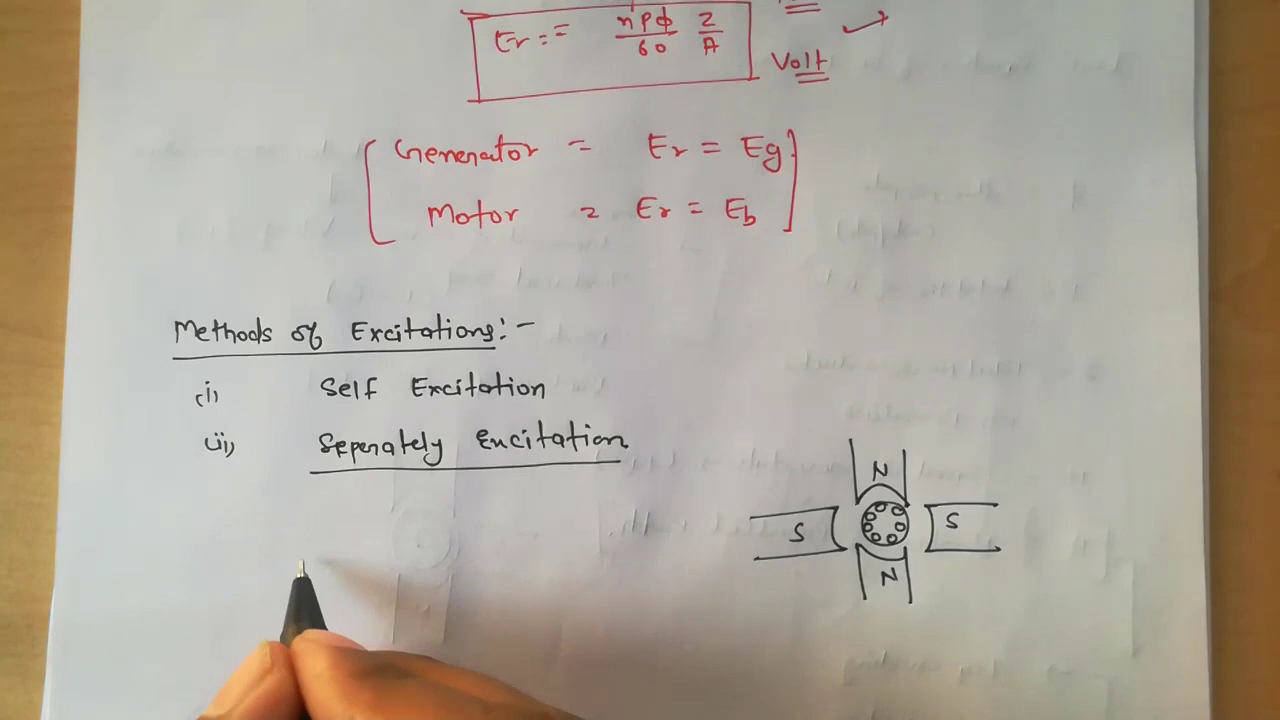 Er := nPΦ/60 Z/A Volt
Generator = Er = Eg
Motor = Er = Eb
Methods of Excitations:-
(i) Self Excitation
(ii) Seperately Excitation
N
S S
N